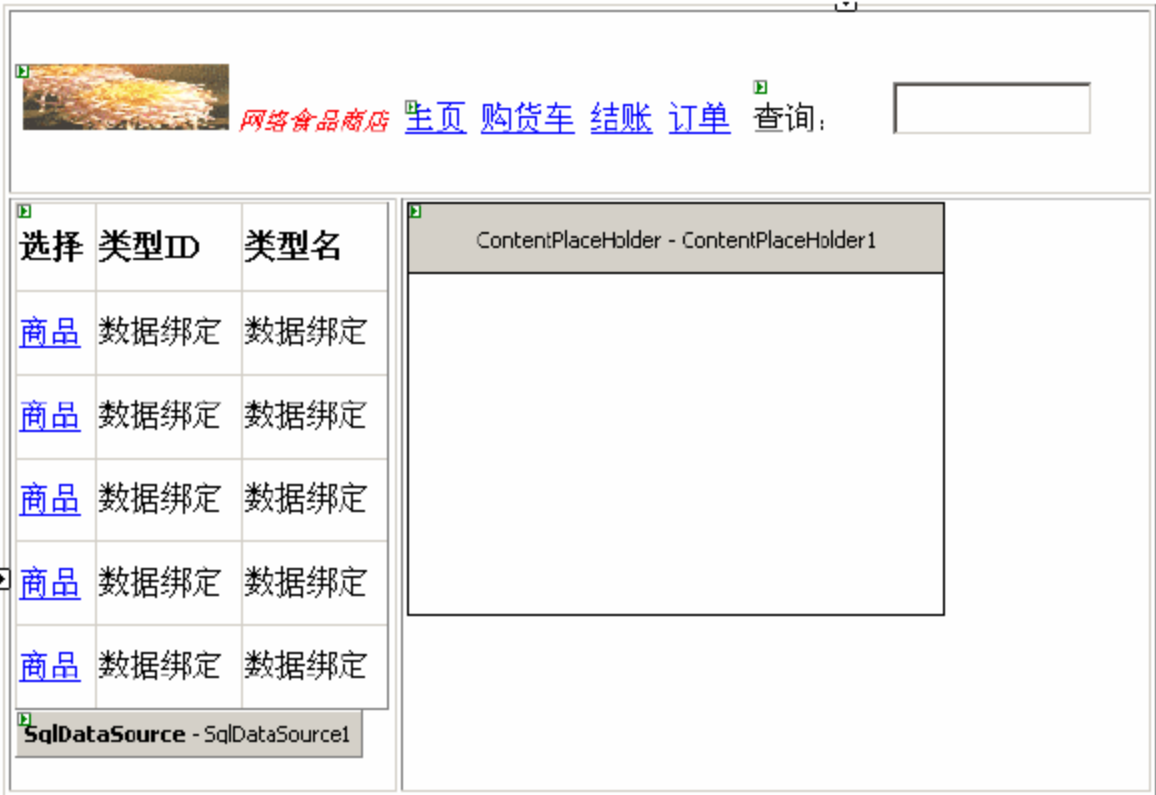 网络食品商店 主页 购货车 结账 订单 查询：
选择 类型ID 类型名
商品 数据绑定 数据绑定
商品 数据绑定 数据绑定
商品 数据绑定 数据绑定
商品 数据绑定 数据绑定
商品 数据绑定 数据绑定
SqlDataSource - SqlDataSource1
ContentPlaceHolder - ContentPlaceHolder1